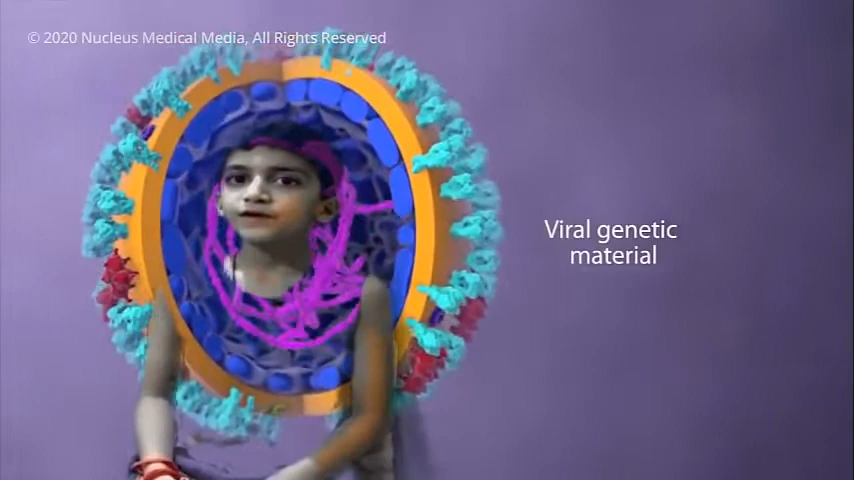 © 2020 Nucleus Medical Media, All Rights Reserved
Viral genetic
material